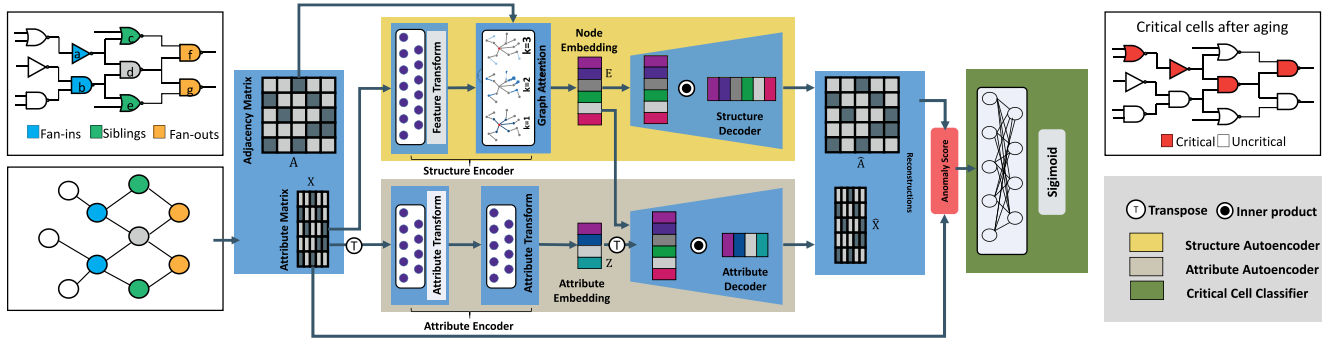 a
c
d
b
e
f
g
Fan-ins
Siblings
Fan-outs
Adjacency Matrix
A
X
Attribute Matrix
T
Feature Transform
Graph Attention
k=3
k=2
k=1
Structure Encoder
Node
Embedding
E
Structure
Decoder
Attribute Transform
Attribute Transform
Attribute Encoder
Z
T
Attribute
Embedding
Attribute
Decoder
Â
X̂
Reconstructions
Anomaly Score
Sigimoid
Critical cells after aging
Critical
Uncritical
T
Transpose
Inner product
Structure Autoencoder
Attribute Autoencoder
Critical Cell Classifier